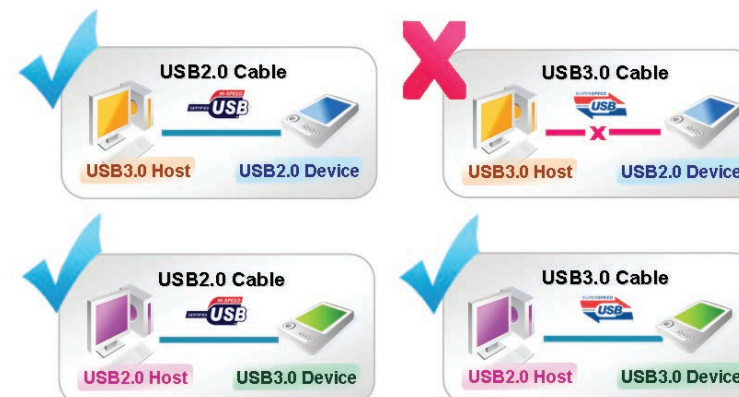 USB2.0 Cable
HI-SPEED
CERTIFIED USB
USB3.0 Host
USB2.0 Device
USB3.0 Cable
SUPERSPEED
USB
USB3.0 Host
USB2.0 Device
USB2.0 Cable
HI-SPEED
CERTIFIED USB
USB2.0 Host
USB3.0 Device
USB3.0 Cable
SUPERSPEED
USB
USB2.0 Host
USB3.0 Device